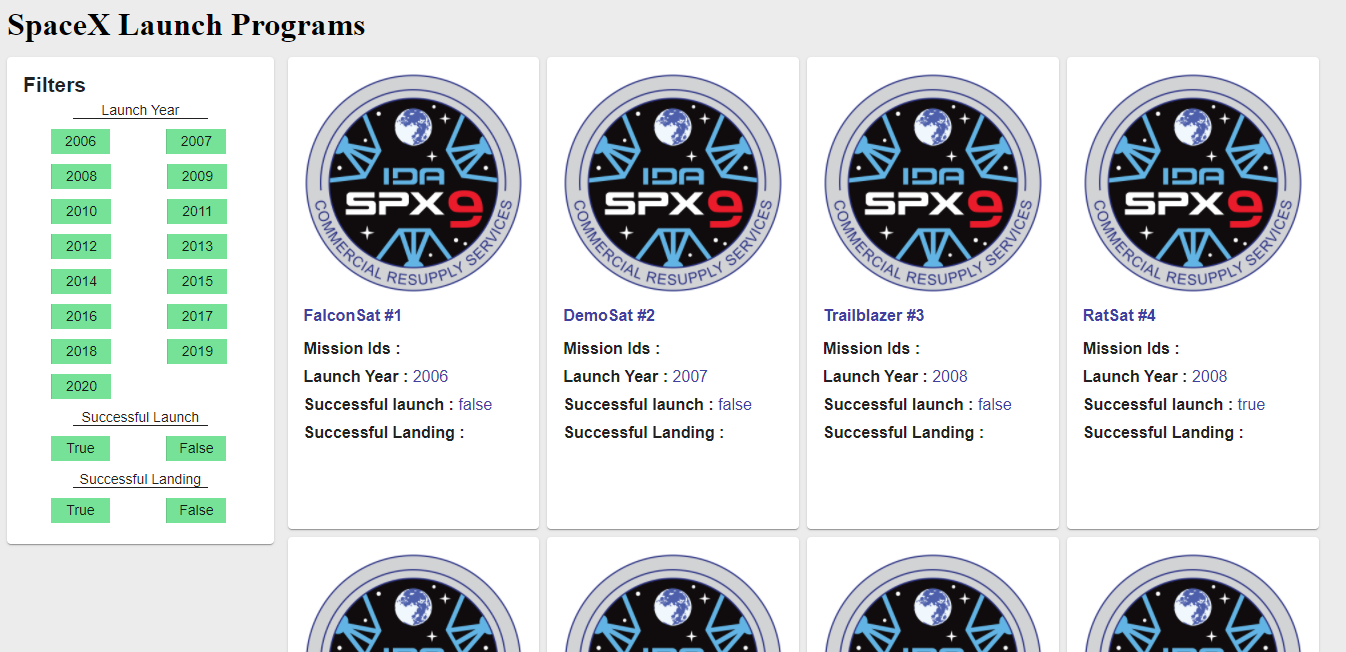 SpaceX Launch Programs
Filters
Launch Year
2006 2007
2008 2009
2010 2011
2012 2013
2014 2015
2016 2017
2018 2019
2020
Successful Launch
True False
Successful Landing
True False
IDA
SPX9
COMMERCIAL RESUPPLY SERVICES
FalconSat #1
Mission Ids :
Launch Year : 2006
Successful launch : false
Successful Landing :
IDA
SPX9
COMMERCIAL RESUPPLY SERVICES
DemoSat #2
Mission Ids :
Launch Year : 2007
Successful launch : false
Successful Landing :
IDA
SPX9
COMMERCIAL RESUPPLY SERVICES
Trailblazer #3
Mission Ids :
Launch Year : 2008
Successful launch : false
Successful Landing :
IDA
SPX9
COMMERCIAL RESUPPLY SERVICES
RatSat #4
Mission Ids :
Launch Year : 2008
Successful launch : true
Successful Landing :